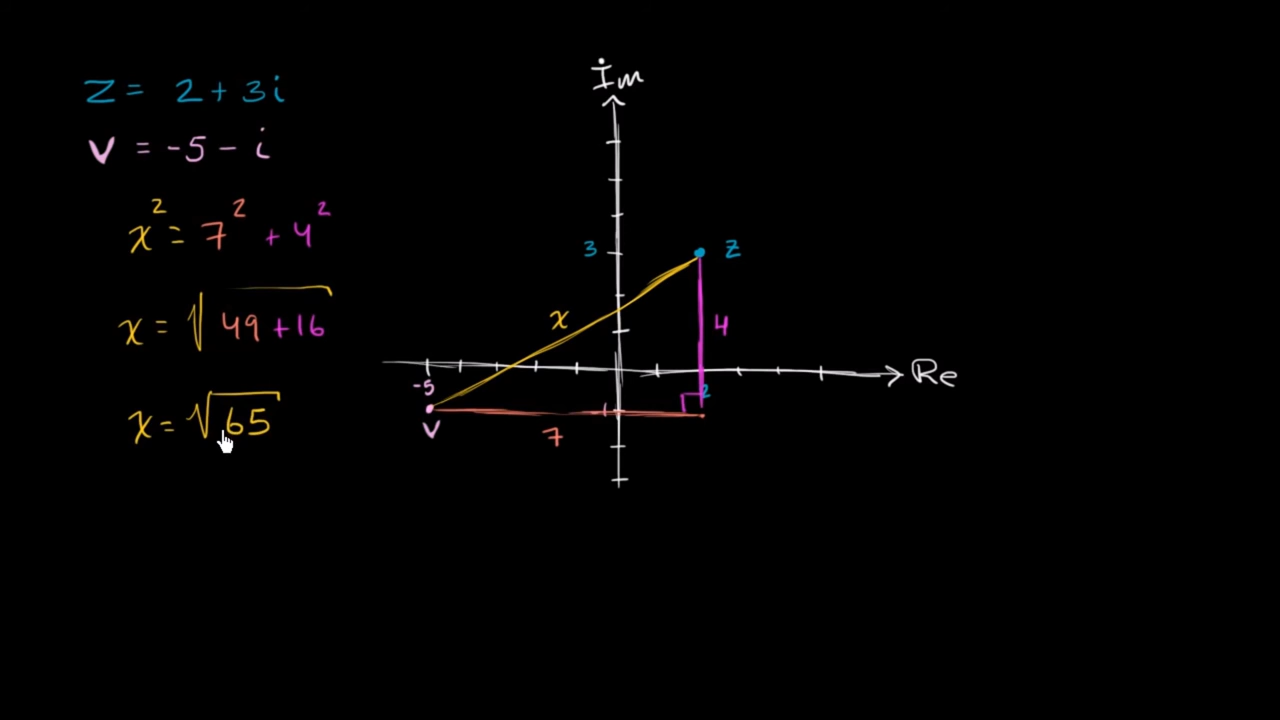 z = 2 + 3i
v = -5 - i
x² = 7² + 4²
x = √49 + 16
x = √65
Im
3
z
x
4
Re
-5
2
v
7